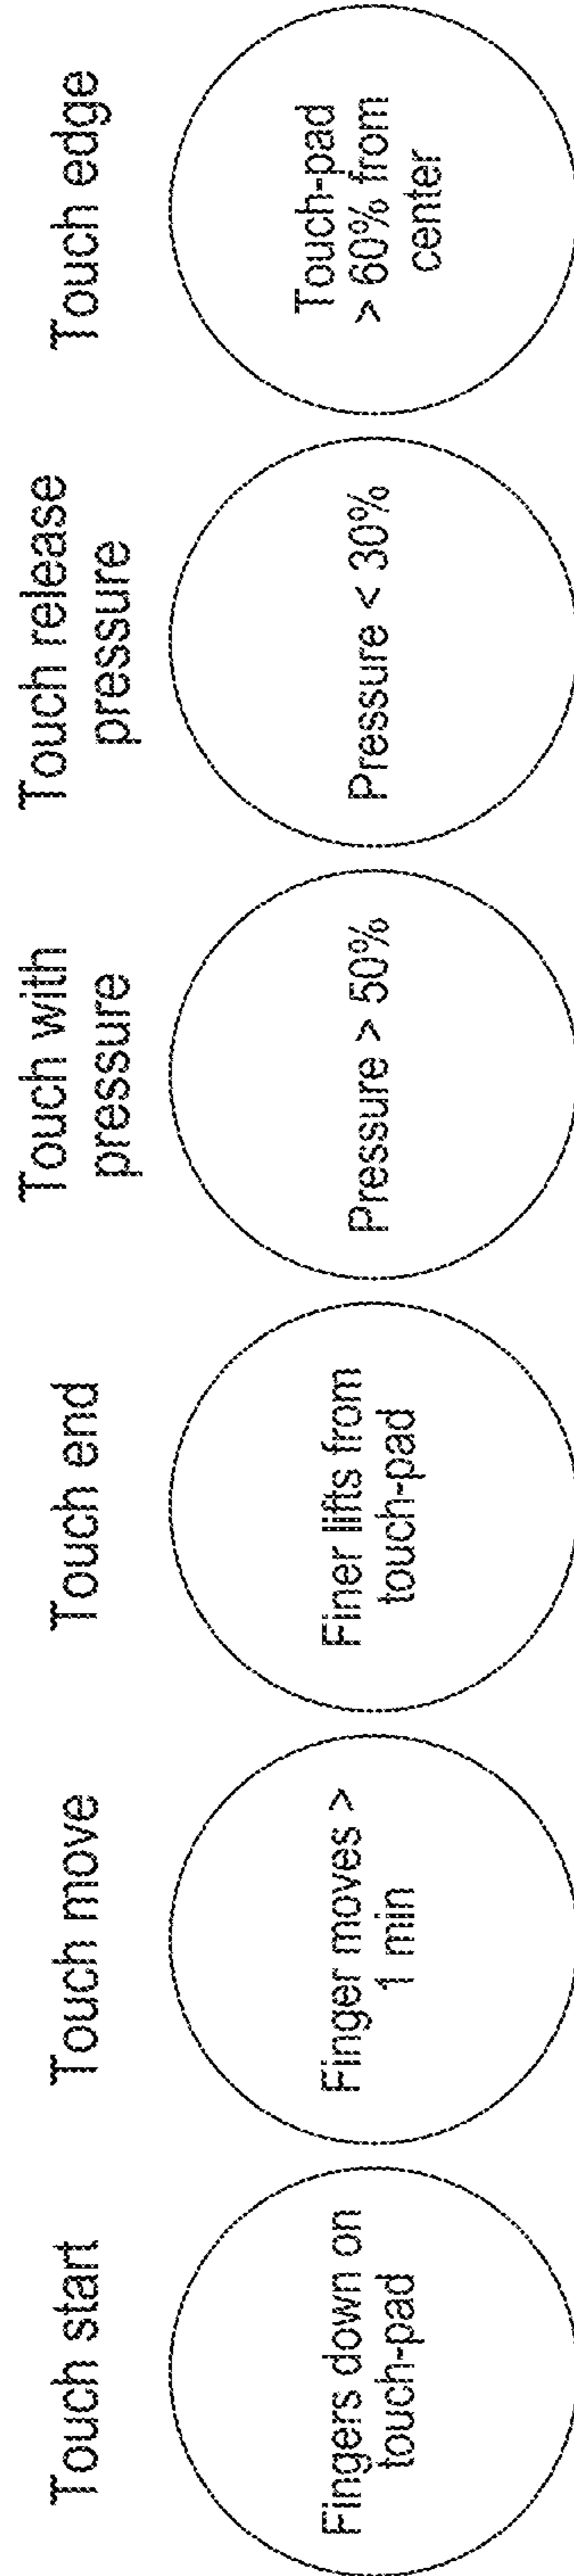 Touch start
Fingers down on
touch-pad
Touch move
Finger moves >
1 min
Touch end
Finer lifts from
touch-pad
Touch with
pressure
Pressure > 50%
Touch release
pressure
Pressure < 30%
Touch edge
Touch-pad
> 60% from
center